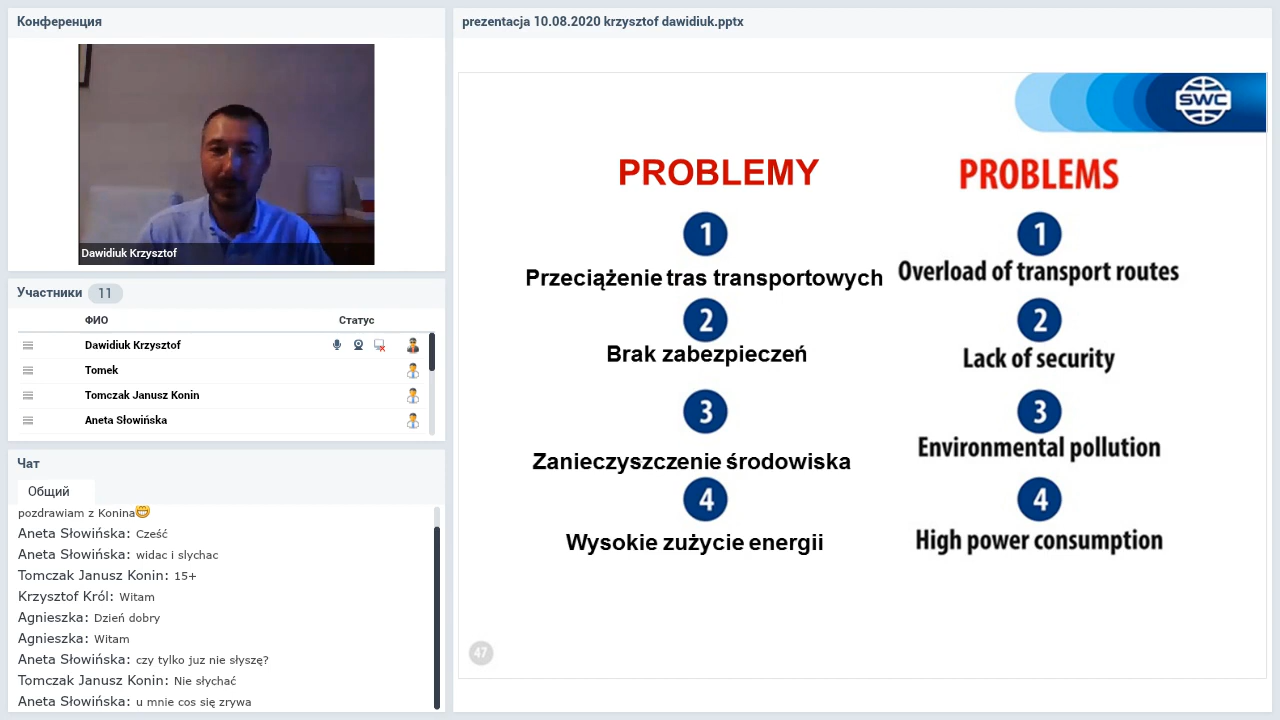 Конференция
Dawidiuk Krzysztof
Участники 11
ФИО Статус
Dawidiuk Krzysztof
Tomek
Tomczak Janusz Konin
Aneta Słowińska
Чат
Общий
pozdrawiam z Konina
Aneta Słowińska: Cześć
Aneta Słowińska: widac i slychac
Tomczak Janusz Konin: 15+
Krzysztof Król: Witam
Agnieszka: Dzień dobry
Agnieszka: Witam
Aneta Słowińska: czy tylko juz nie słyszę?
Tomczak Janusz Konin: Nie słychać
Aneta Słowińska: u mnie cos się zrywa
prezentacja 10.08.2020 krzysztof dawidiuk.pptx
SWC
PROBLEMY
1
Przeciążenie tras transportowych
2
Brak zabezpieczeń
3
Zanieczyszczenie środowiska
4
Wysokie zużycie energii
PROBLEMS
1
Overload of transport routes
2
Lack of security
3
Environmental pollution
4
High power consumption
47